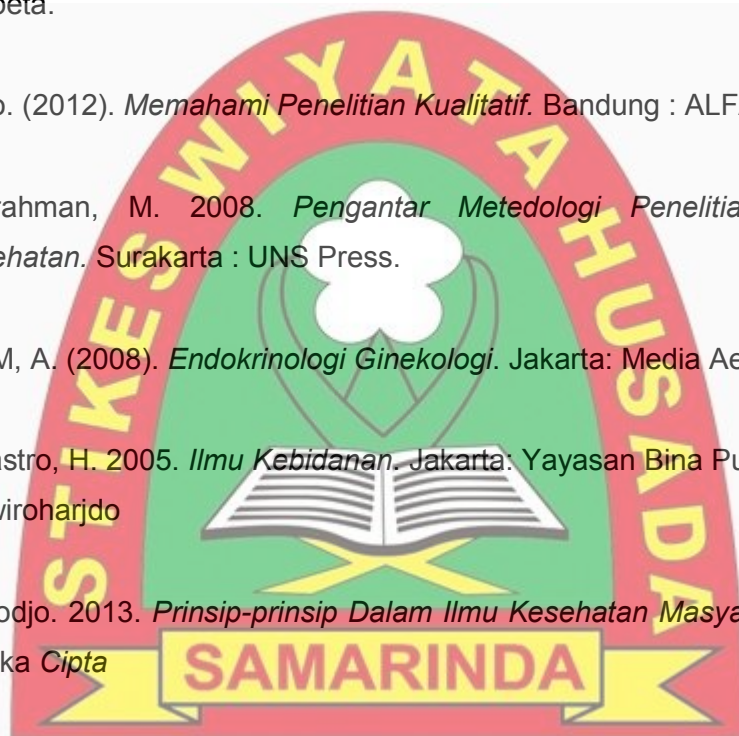 beta.
o. (2012). Memahami Penelitian Kualitatif. Bandung : ALF
rahman, M. 2008. Pengantar Metedologi Penelitia
ehatan. Surakarta : UNS Press.
M, A. (2008). Endokrinologi Ginekologi. Jakarta: Media Ae
astro, H. 2005. Ilmu Kebidanan. Jakarta: Yayasan Bina Pu
wiroharjdo
odjo. 2013. Prinsip-prinsip Dalam Ilmu Kesehatan Masya
ka Cipta
STIKES WIYATA HUSADA
SAMARINDA